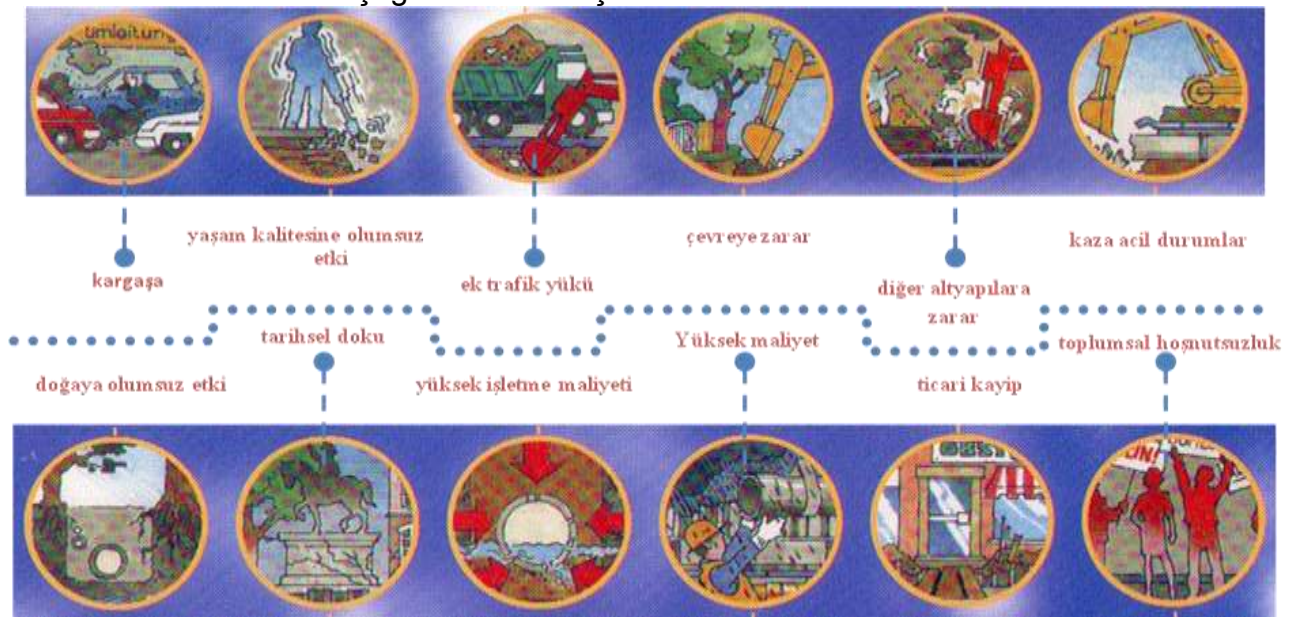 umlaitung
yaşam kalitesine olumsuz
etki
çevreye zarar
kaza acil durumlar
kargaşa
ek trafik yükü
diğer altyapılara
zarar
tarihsel doku
Yüksek maliyet
toplumsal hoşnutsuzluk
doğaya olumsuz etki
yüksek işletme maliyeti
ticari kayip